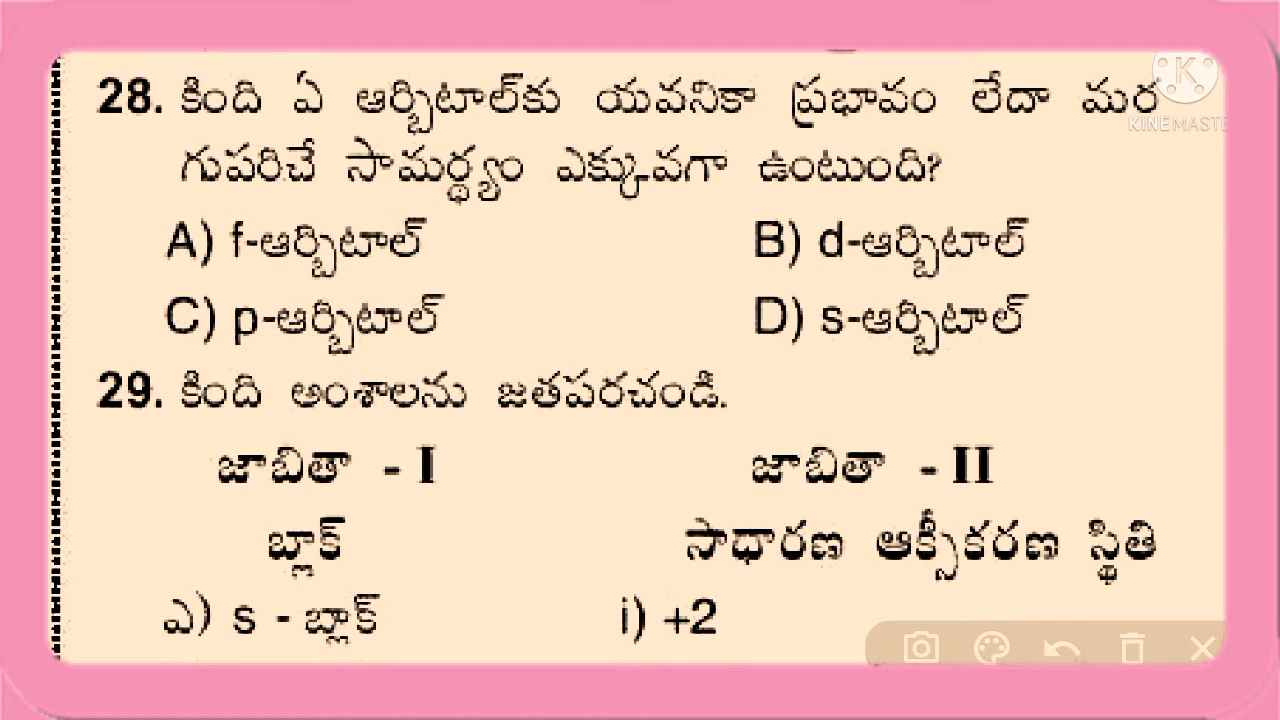 28. కింది ఏ ఆర్బిటాల్‌కు యవనికా ప్రభావం లేదా మర
గుపరిచే సామర్థ్యం ఎక్కువగా ఉంటుంది?
A) f-ఆర్బిటాల్ B) d-ఆర్బిటాల్
C) p-ఆర్బిటాల్ D) s-ఆర్బిటాల్
29. కింది అంశాలను జతపరచండి.
జాబితా - I జాబితా - II
బ్లాక్ సాధారణ ఆక్సీకరణ స్థితి
ఎ) s - బ్లాక్ i) +2
K
KINEMASTE